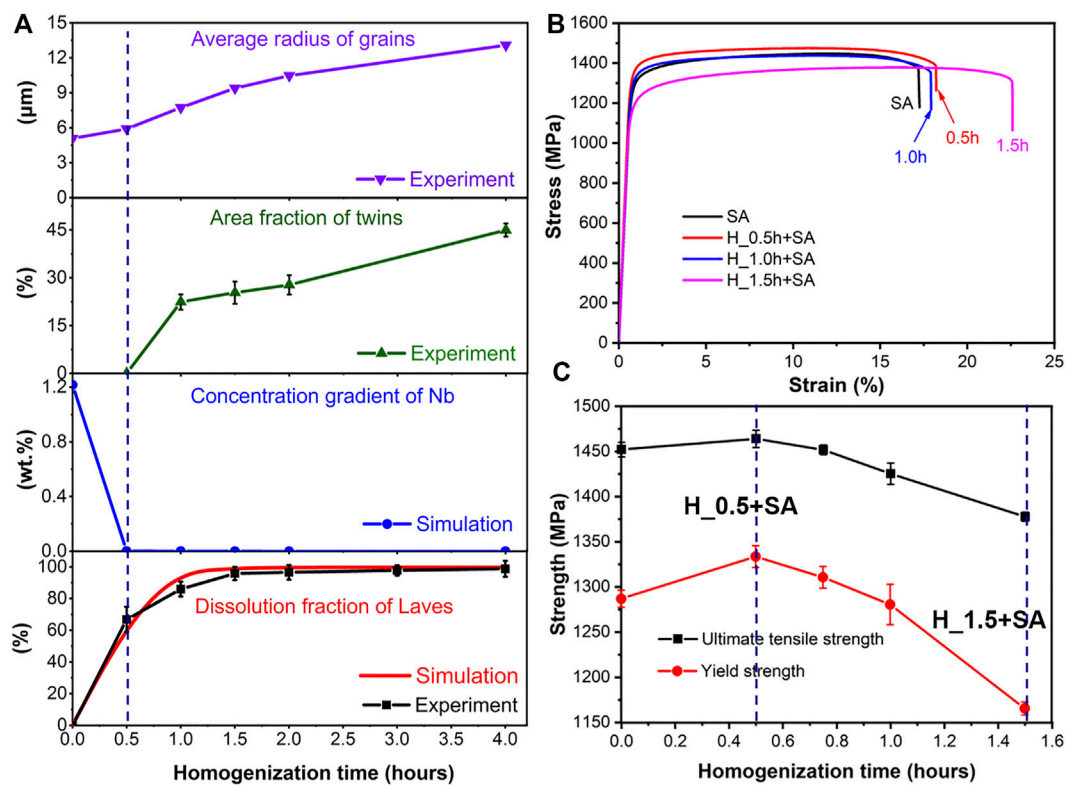 A
15
12
9
6
3
0
(μm)
Average radius of grains
Experiment
45
30
15
0
(%)
Area fraction of twins
Experiment
1.2
0.8
0.4
0.0
(wt.%)
Concentration gradient of Nb
Simulation
100
80
60
40
20
0
(%)
Dissolution fraction of Laves
Simulation
Experiment
0.0 0.5 1.0 1.5 2.0 2.5 3.0 3.5 4.0
Homogenization time (hours)
B
1600
1400
1200
1000
800
600
400
200
0
Stress (MPa)
SA
1.0h
0.5h
1.5h
SA
H_0.5h+SA
H_1.0h+SA
H_1.5h+SA
0 5 10 15 20 25
Strain (%)
C
1500
1450
1400
1350
1300
1250
1200
1150
Strength (MPa)
H_0.5+SA
H_1.5+SA
Ultimate tensile strength
Yield strength
0.0 0.2 0.4 0.6 0.8 1.0 1.2 1.4 1.6
Homogenization time (hours)